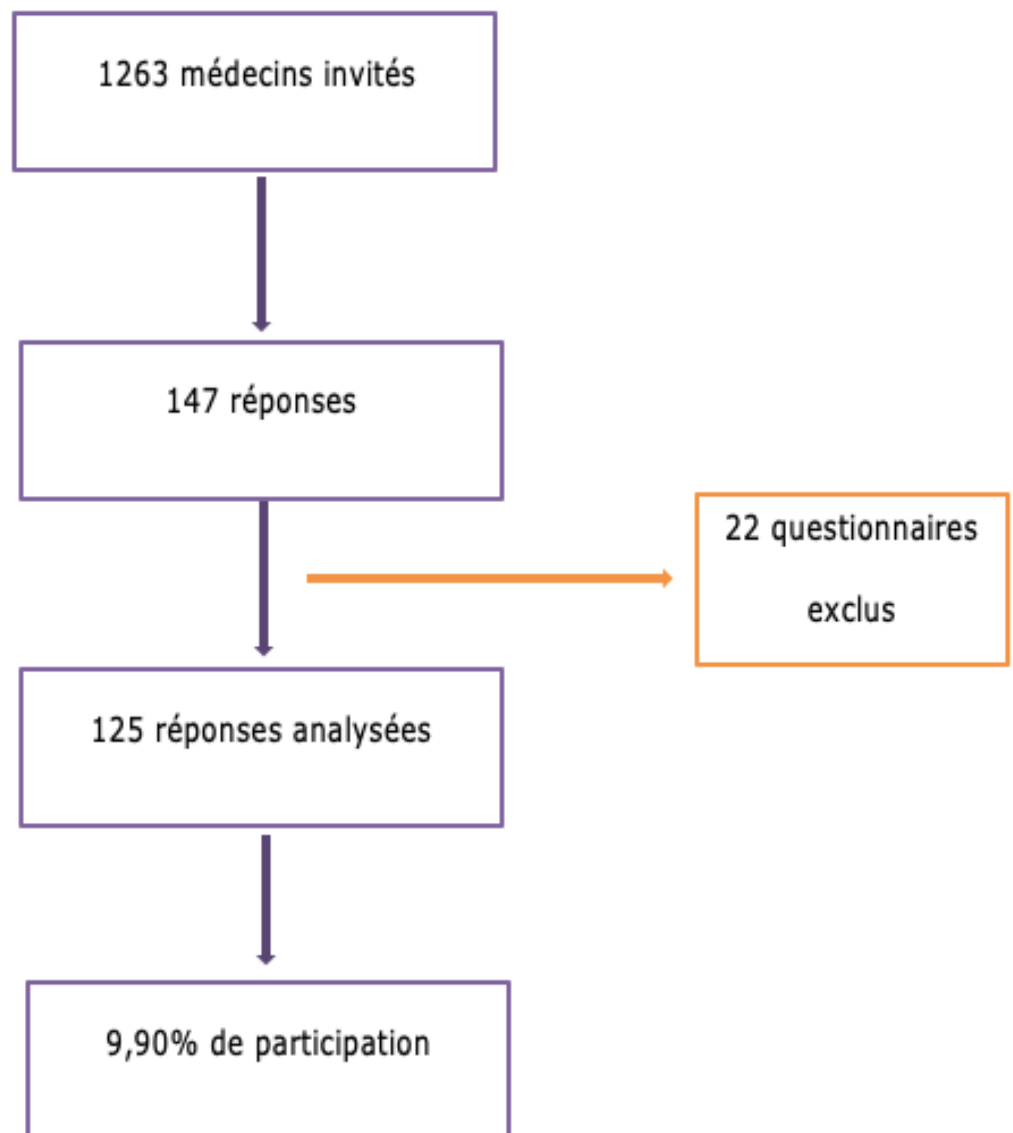 1263 médecins invités
147 réponses
22 questionnaires
exclus
125 réponses analysées
9,90% de participation